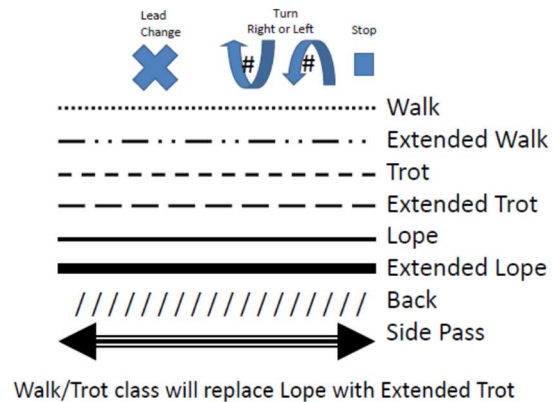 Lead
Change
Turn
Right or Left
Stop
#
#
Walk
Extended Walk
Trot
Extended Trot
Lope
Extended Lope
Back
Side Pass
Walk/Trot class will replace Lope with Extended Trot